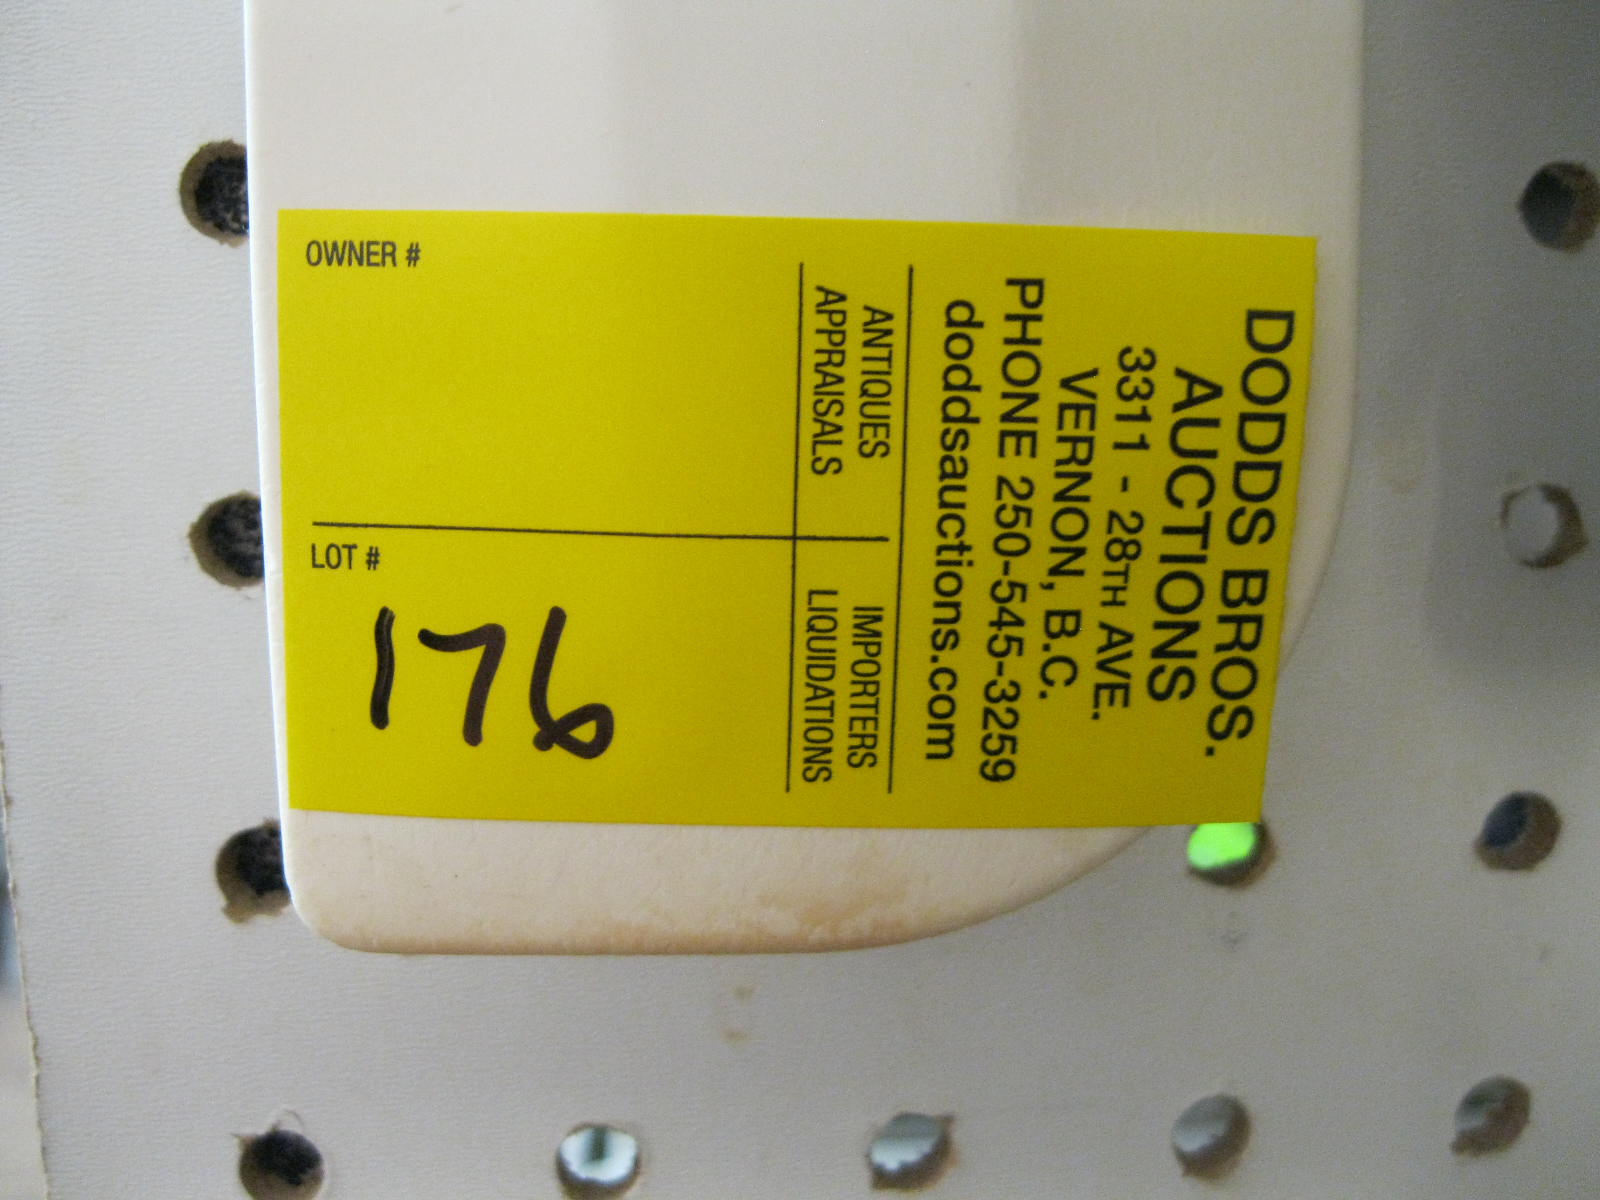 DODDS BROS.
AUCTIONS
3311 - 28TH AVE.
VERNON, B.C.
PHONE 250-545-3259
doddsauctions.com
ANTIQUES
APPRAISALS
IMPORTERS
LIQUIDATIONS
OWNER #
LOT #
176